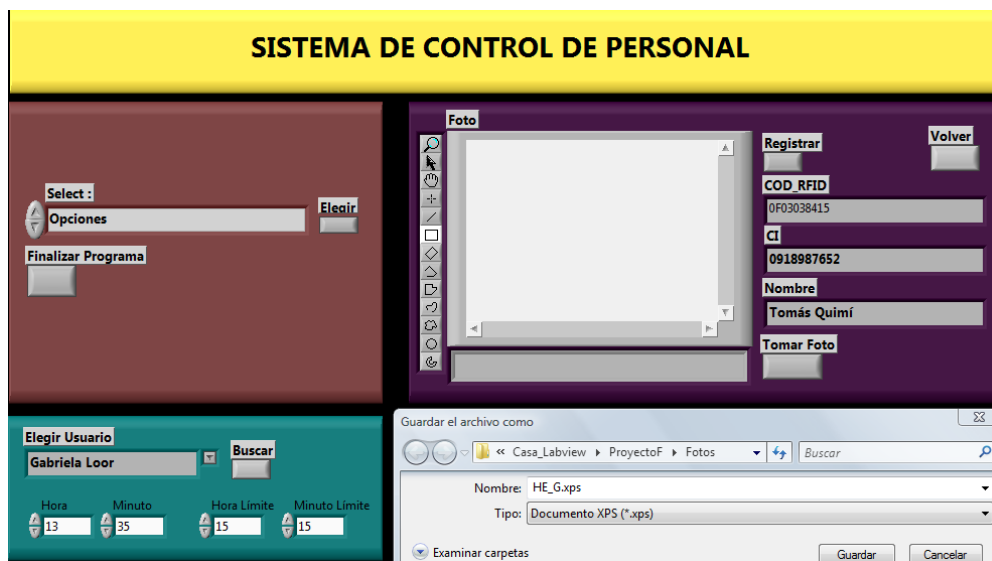 SISTEMA DE CONTROL DE PERSONAL
Select :
Opciones
Elegir
Finalizar Programa
Foto
Registrar
Volver
COD_RFID
0F03038415
CI
0918987652
Nombre
Tomás Quimí
Tomar Foto
Elegir Usuario
Gabriela Loor
Buscar
Hora Minuto Hora Límite Minuto Límite
13 35 15 15
Guardar el archivo como
« Casa_Labview ProyectoF Fotos Buscar
Nombre: HE_G.xps
Tipo: Documento XPS (*.xps)
Examinar carpetas Guardar Cancelar